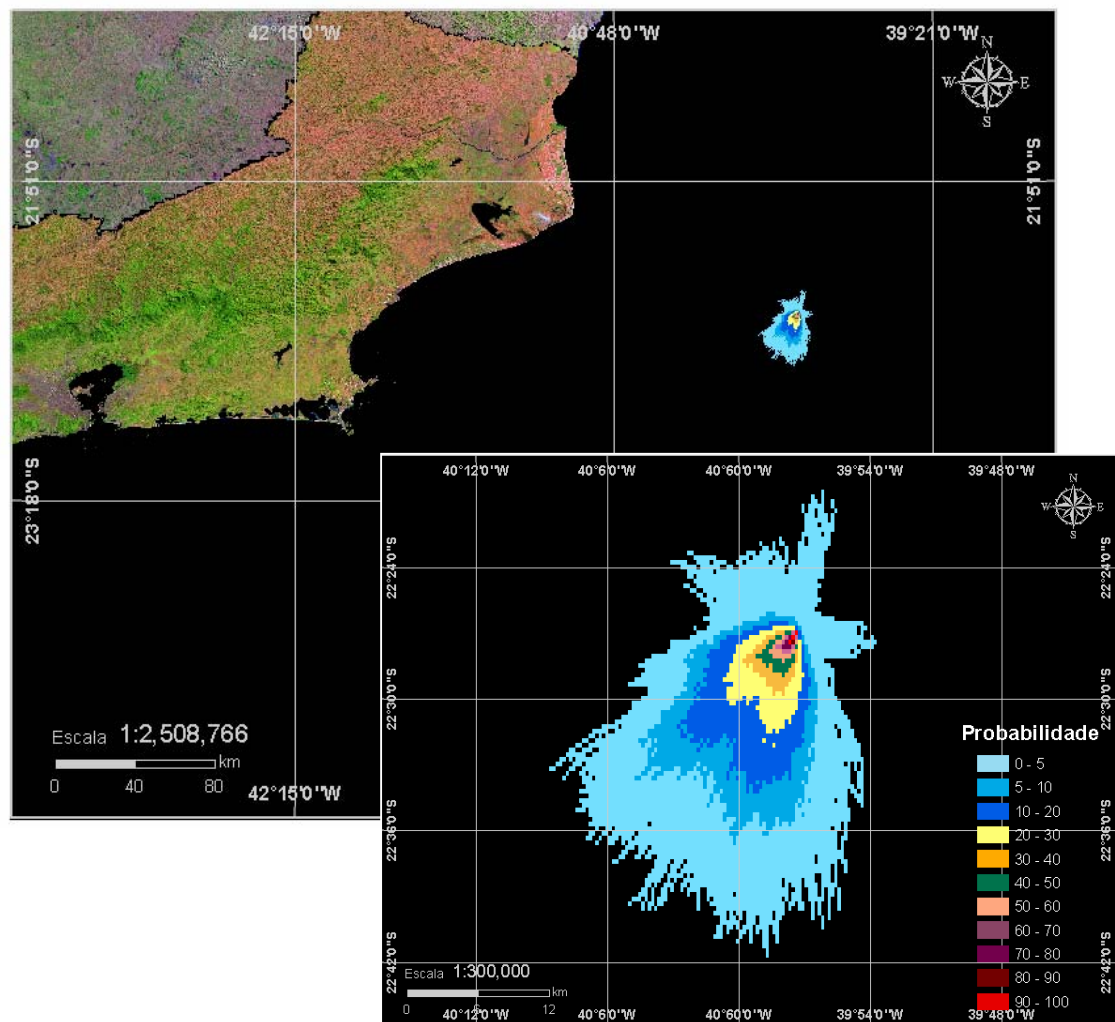 42°15'0"W 40°48'0"W 39°21'0"W
N
W E
S
21°51'0"S 21°51'0"S
23°18'0"S
Escala 1:2,508,766
km
0 40 80
42°15'0"W
40°12'0"W 40°6'0"W 40°60'0"W 39°54'0"W 39°48'0"W
N
W E
S
22°24'0"S 22°24'0"S
22°30'0"S 22°30'0"S
Probabilidade
0 - 5
5 - 10
10 - 20
22°36'0"S 22°36'0"S
20 - 30
30 - 40
40 - 50
50 - 60
60 - 70
22°42'0"S 22°42'0"S
70 - 80
80 - 90
90 - 100
Escala 1:300,000
km
0 6 12
40°12'0"W 40°6'0"W 40°60'0"W 39°54'0"W 39°48'0"W